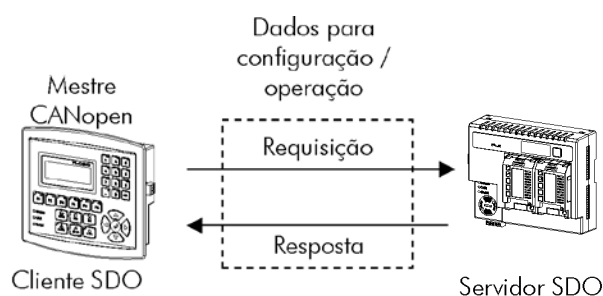 Dados para
configuração /
operação
Mestre
CANopen
Requisição
Resposta
Cliente SDO
Servidor SDO